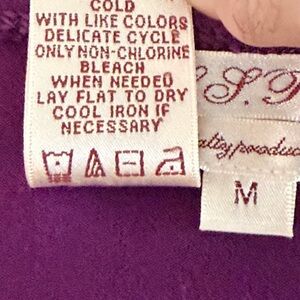 COLD
WITH LIKE COLORS
DELICATE CYCLE
ONLY NON-CHLORINE
BLEACH
WHEN NEEDED
LAY FLAT TO DRY
COOL IRON IF
NECESSARY
M